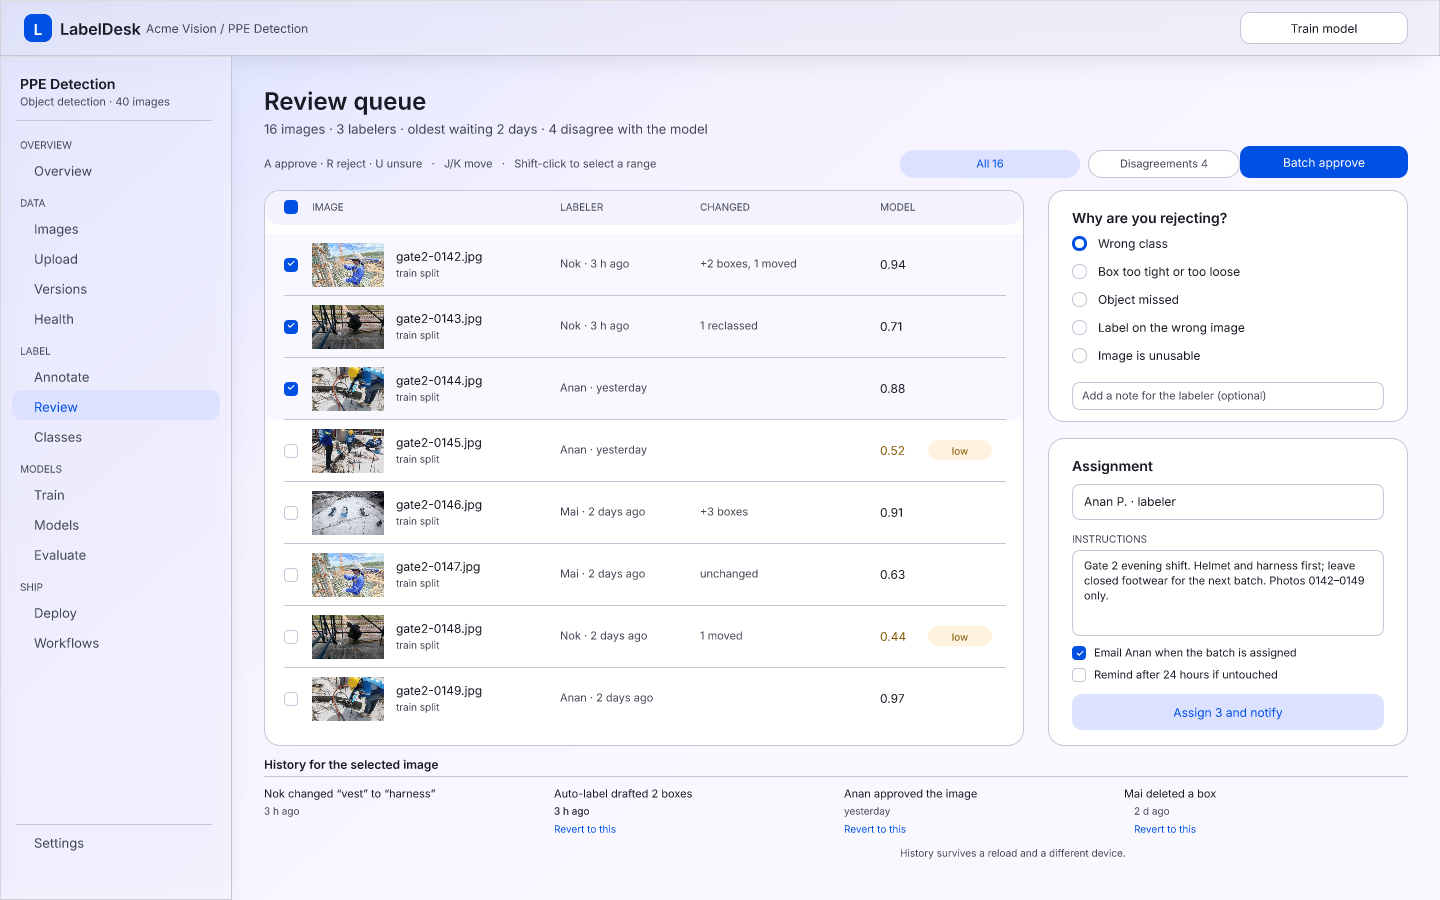 L LabelDesk Acme Vision / PPE Detection
Train model
PPE Detection
Object detection · 40 images
OVERVIEW
Overview
DATA
Images
Upload
Versions
Health
LABEL
Annotate
Review
Classes
MODELS
Train
Models
Evaluate
SHIP
Deploy
Workflows
Settings
Review queue
16 images · 3 labelers · oldest waiting 2 days · 4 disagree with the model
A approve · R reject · U unsure · J/K move · Shift-click to select a range
All 16
Disagreements 4
Batch approve
IMAGE LABELER CHANGED MODEL
gate2-0142.jpg
train split
Nok · 3 h ago
+2 boxes, 1 moved
0.94
gate2-0143.jpg
train split
Nok · 3 h ago
1 reclassed
0.71
gate2-0144.jpg
train split
Anan · yesterday
0.88
gate2-0145.jpg
train split
Anan · yesterday
0.52
low
gate2-0146.jpg
train split
Mai · 2 days ago
+3 boxes
0.91
gate2-0147.jpg
train split
Mai · 2 days ago
unchanged
0.63
gate2-0148.jpg
train split
Nok · 2 days ago
1 moved
0.44
low
gate2-0149.jpg
train split
Anan · 2 days ago
0.97
Why are you rejecting?
Wrong class
Box too tight or too loose
Object missed
Label on the wrong image
Image is unusable
Add a note for the labeler (optional)
Assignment
Anan P. · labeler
INSTRUCTIONS
Gate 2 evening shift. Helmet and harness first; leave
closed footwear for the next batch. Photos 0142–0149
only.
Email Anan when the batch is assigned
Remind after 24 hours if untouched
Assign 3 and notify
History for the selected image
Nok changed “vest” to “harness”
3 h ago
Auto-label drafted 2 boxes
3 h ago
Revert to this
Anan approved the image
yesterday
Revert to this
Mai deleted a box
2 d ago
Revert to this
History survives a reload and a different device.